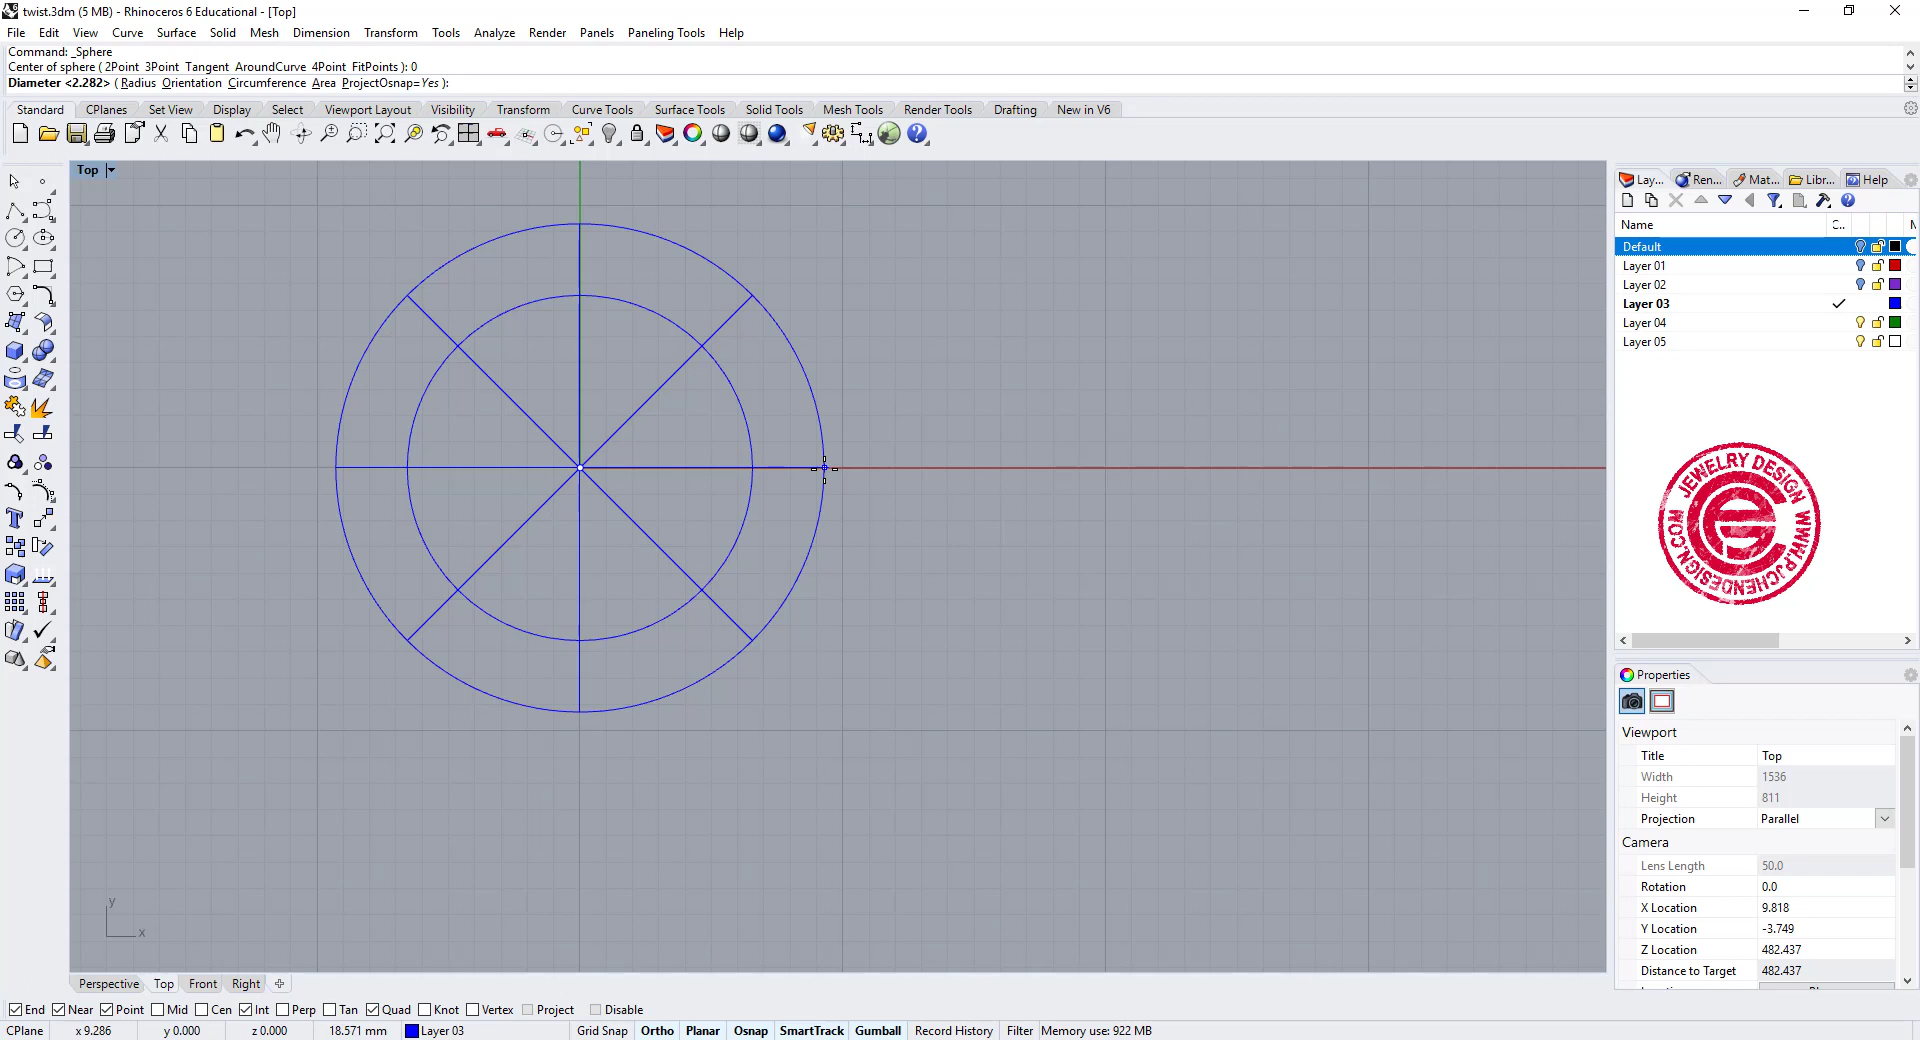 twist.3dm (5 MB) - Rhinoceros 6 Educational - [Top]
File Edit View Curve Surface Solid Mesh Dimension Transform Tools Analyze Render Panels Paneling Tools Help
Command: _Sphere
Center of sphere ( 2Point 3Point Tangent AroundCurve 4Point FitPoints ): 0
Diameter <2.282> ( Radius Orientation Circumference Area ProjectOsnap=Yes ):
Standard CPlanes Set View Display Select Viewport Layout Visibility Transform Curve Tools Surface Tools Solid Tools Mesh Tools Render Tools Drafting New in V6
Top
Lay... Ren... Mat... Libr... Help
Name C.. M
Default
Layer 01
Layer 02
Layer 03
Layer 04
Layer 05
JEWELRY DESIGN WWW.PJCHENDESIGN.COM
Properties
Viewport
Title Top
Width 1536
Height 811
Projection Parallel
Camera
Lens Length 50.0
Rotation 0.0
X Location 9.818
Y Location -3.749
Z Location 482.437
Distance to Target 482.437
y
x
Perspective Top Front Right
End Near Point Mid Cen Int Perp Tan Quad Knot Vertex Project Disable
CPlane x 9.286 y 0.000 z 0.000 18.571 mm Layer 03 Grid Snap Ortho Planar Osnap SmartTrack Gumball Record History Filter Memory use: 922 MB